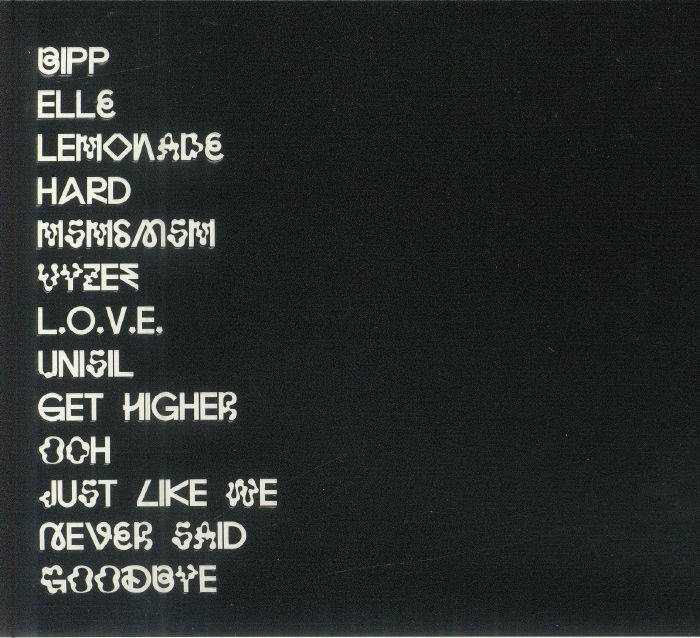 BIPP
ELLE
LEMONADE
HARD
MSMSMSM
VYZEE
L.O.V.E.
UNISIL
GET HIGHER
OOH
JUST LIKE WE
NEVER SAID
GOODBYE